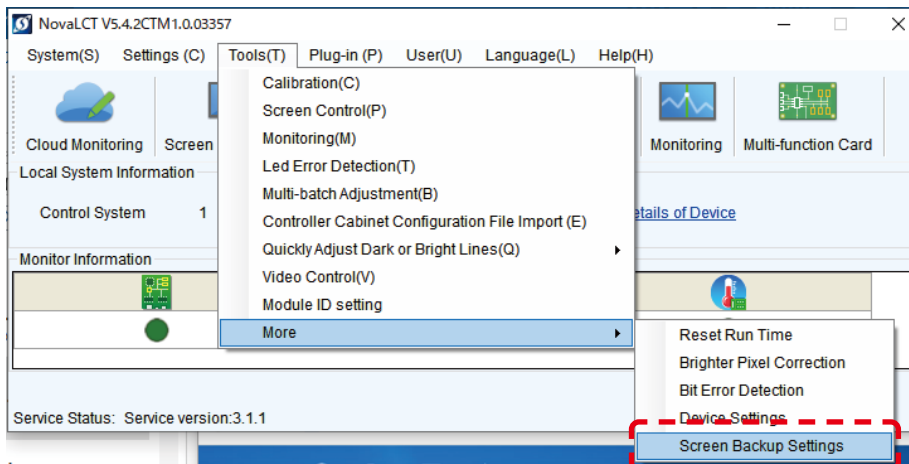 NovaLCT V5.4.2CTM1.0.03357
System(S) Settings (C) Tools(T) Plug-in (P) User(U) Language(L) Help(H)
Calibration(C)
Screen Control(P)
Monitoring(M)
Led Error Detection(T)
Multi-batch Adjustment(B)
Controller Cabinet Configuration File Import (E)
Quickly Adjust Dark or Bright Lines(Q)
Video Control(V)
Module ID setting
More
Cloud Monitoring Screen Monitoring Multi-function Card
Local System Information
Control System 1 etails of Device
Monitor Information
Reset Run Time
Brighter Pixel Correction
Bit Error Detection
Device Settings
Screen Backup Settings
Service Status: Service version:3.1.1